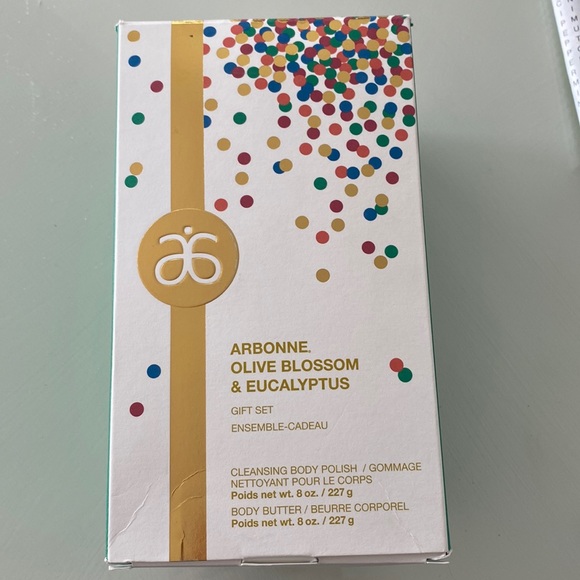 ARBONNE®
OLIVE BLOSSOM
& EUCALYPTUS
GIFT SET
ENSEMBLE-CADEAU
CLEANSING BODY POLISH / GOMMAGE
NETTOYANT POUR LE CORPS
Poids net wt. 8 oz. / 227 g
BODY BUTTER / BEURRE CORPOREL
Poids net wt. 8 oz. / 227 g